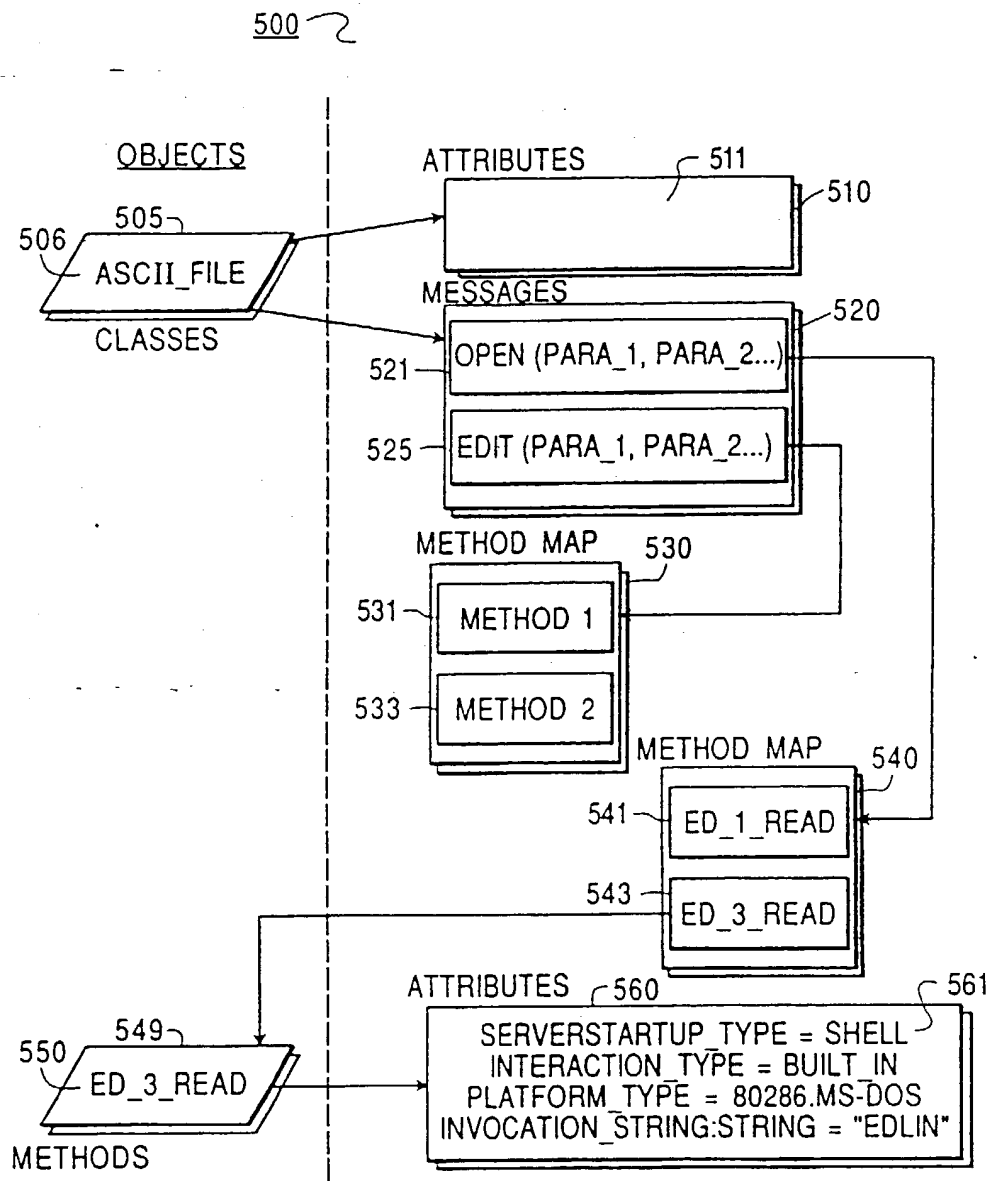 500
OBJECTS
505
506
ASCII_FILE
CLASSES
ATTRIBUTES
511
510
MESSAGES
520
521
OPEN (PARA_1, PARA_2...)
525
EDIT (PARA_1, PARA_2...)
METHOD MAP
530
531
METHOD 1
533
METHOD 2
METHOD MAP
540
541
ED_1_READ
543
ED_3_READ
549
550
ED_3_READ
METHODS
ATTRIBUTES
560
561
SERVERSTARTUP_TYPE = SHELL
INTERACTION_TYPE = BUILT_IN
PLATFORM_TYPE = 80286.MS-DOS
INVOCATION_STRING:STRING = "EDLIN"